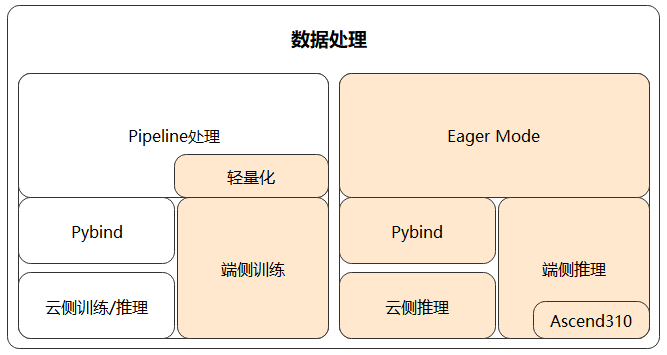 数据处理
Pipeline处理
轻量化
Pybind
端侧训练
云侧训练/推理
Eager Mode
Pybind
端侧推理
云侧推理
Ascend310